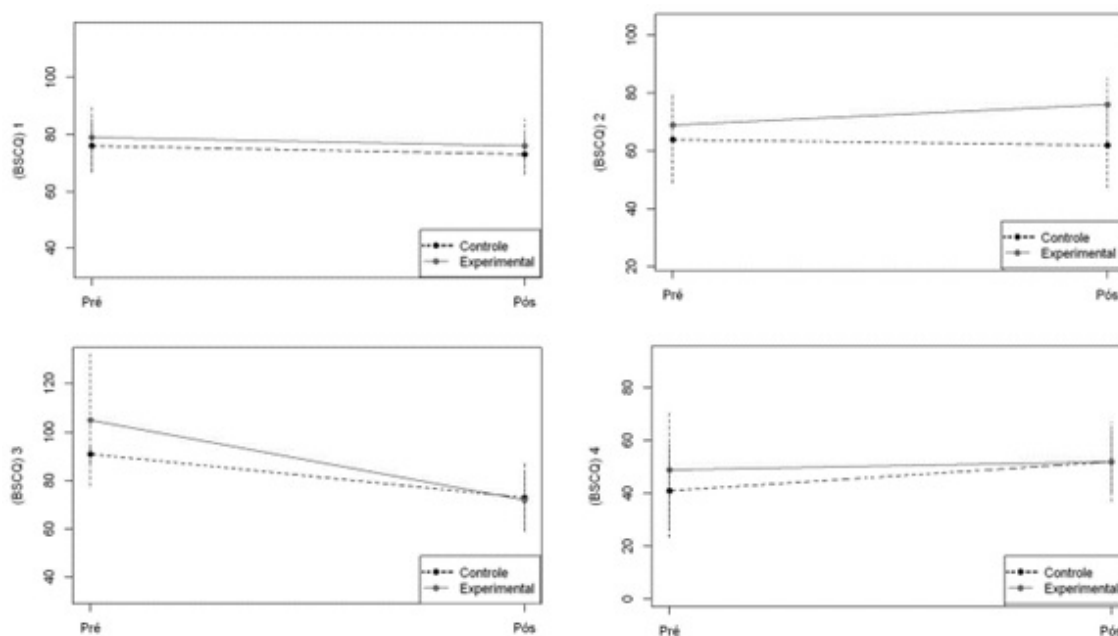 (BSCQ) 1
100
80
60
40
Controle
Experimental
Pré
Pós
(BSCQ) 2
100
80
60
40
20
Controle
Experimental
Pré
Pós
(BSCQ) 3
120
100
80
60
40
Controle
Experimental
Pré
Pós
(BSCQ) 4
80
60
40
20
0
Controle
Experimental
Pré
Pós